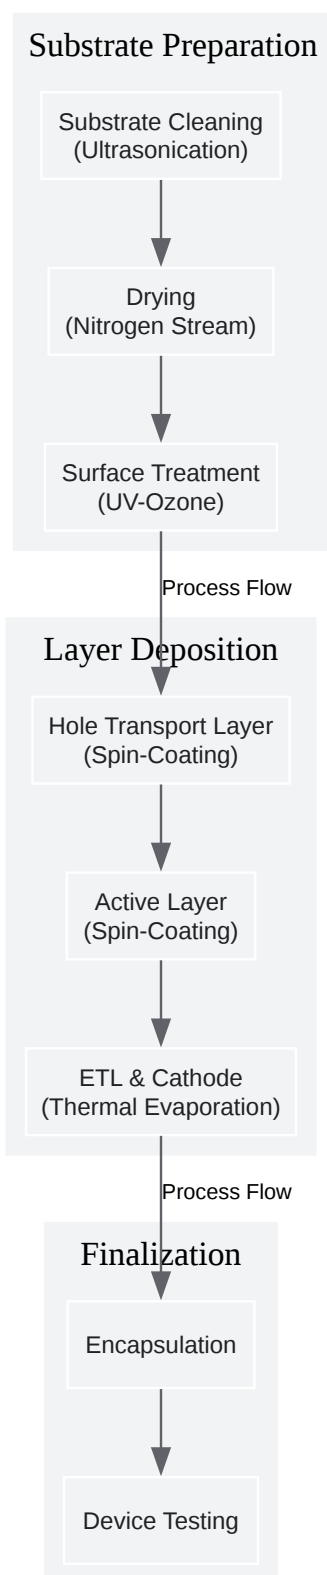 Substrate Preparation
Substrate Cleaning
(Ultrasonication)
Drying
(Nitrogen Stream)
Surface Treatment
(UV-Ozone)
Process Flow
Layer Deposition
Hole Transport Layer
(Spin-Coating)
Active Layer
(Spin-Coating)
ETL & Cathode
(Thermal Evaporation)
Process Flow
Finalization
Encapsulation
Device Testing